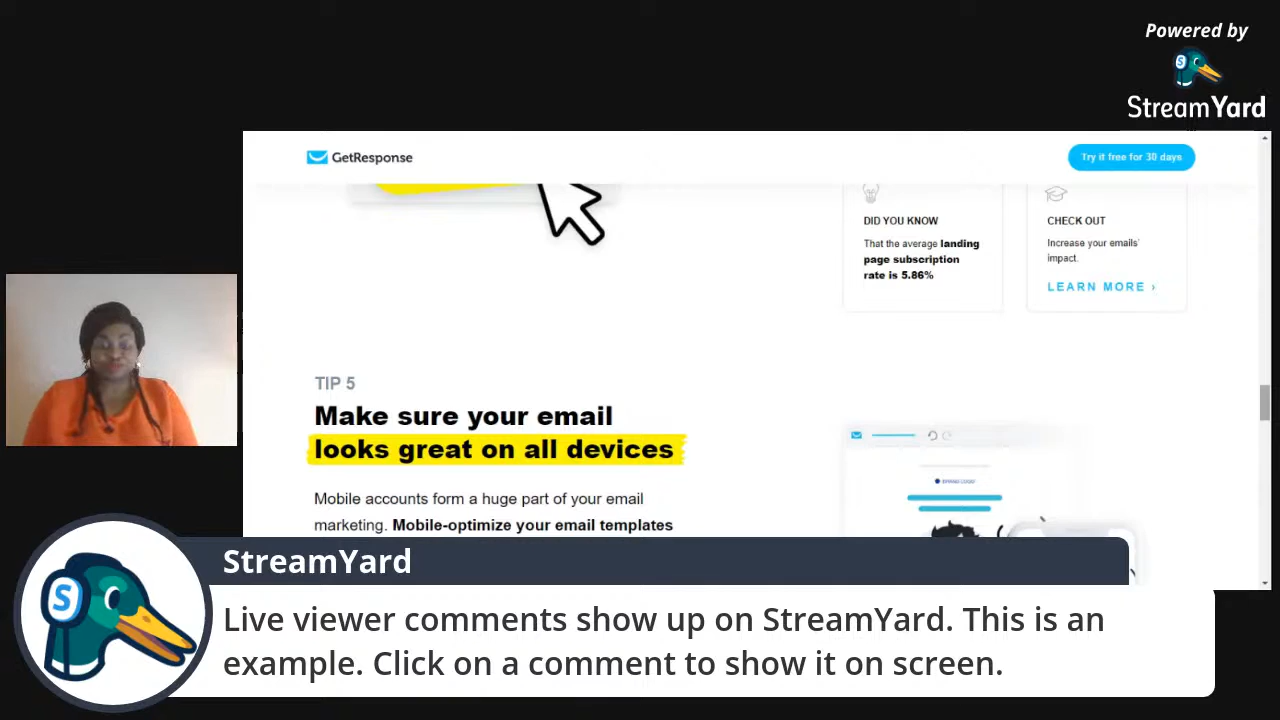 Powered by
StreamYard
GetResponse
Try it free for 30 days
DID YOU KNOW
That the average landing
page subscription
rate is 5.86%
CHECK OUT
Increase your emails'
impact.
LEARN MORE ›
TIP 5
Make sure your email
looks great on all devices
Mobile accounts form a huge part of your email
marketing. Mobile-optimize your email templates
S
StreamYard
Live viewer comments show up on StreamYard. This is an
example. Click on a comment to show it on screen.